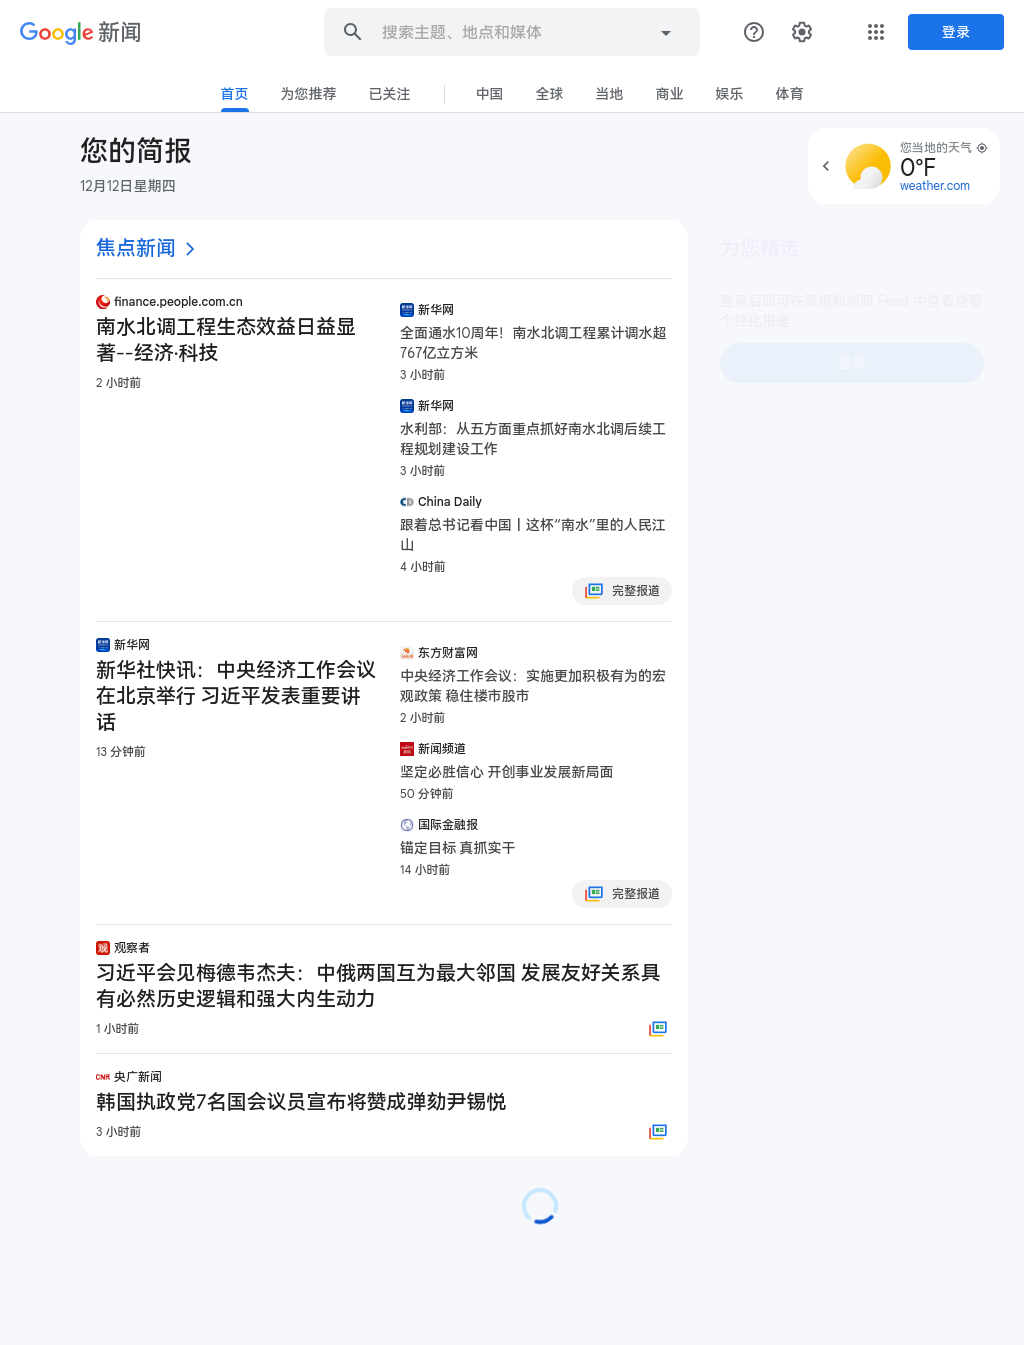 Google 新闻
搜索主题、地点和媒体
登录
首页 为您推荐 已关注 中国 全球 当地 商业 娱乐 体育
您的简报
12月12日星期四
您当地的天气
0°F
weather.com
焦点新闻
finance.people.com.cn
南水北调工程生态效益日益显
著--经济·科技
2 小时前
新华网
全面通水10周年！南水北调工程累计调水超
767亿立方米
3 小时前
新华网
水利部：从五方面重点抓好南水北调后续工
程规划建设工作
3 小时前
China Daily
跟着总书记看中国丨这杯“南水”里的人民江
山
4 小时前
完整报道
新华网
新华社快讯：中央经济工作会议
在北京举行 习近平发表重要讲
话
13 分钟前
东方财富网
中央经济工作会议：实施更加积极有为的宏
观政策 稳住楼市股市
2 小时前
新闻频道
坚定必胜信心 开创事业发展新局面
50 分钟前
国际金融报
锚定目标 真抓实干
14 小时前
完整报道
观察者
习近平会见梅德韦杰夫：中俄两国互为最大邻国 发展友好关系具
有必然历史逻辑和强大内生动力
1 小时前
CNR 央广新闻
韩国执政党7名国会议员宣布将赞成弹劾尹锡悦
3 小时前
为您精选
登录后即可在简报和新闻 Feed 中查看查看
个性化报道
登录